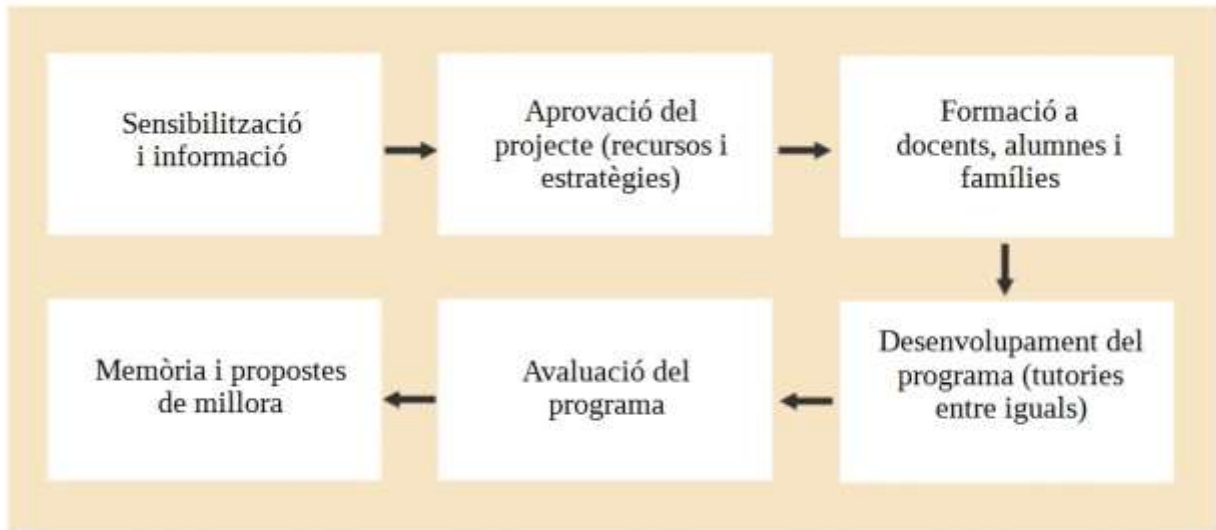 Sensibilització
i informació
Aprovació del
projecte (recursos i
estratègies)
Formació a
docents, alumnes i
famílies
Desenvolupament del
programa (tutories
entre iguals)
Avaluació del
programa
Memòria i propostes
de millora